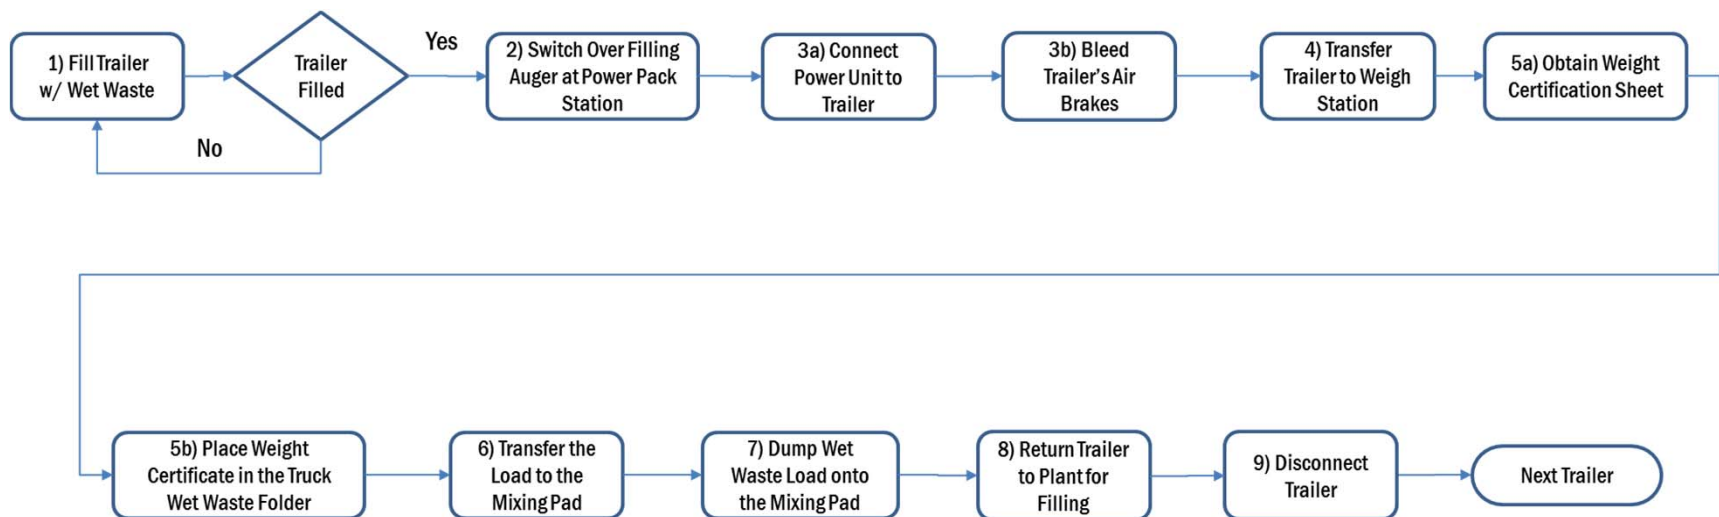 1) Fill Trailer
w/ Wet Waste
Trailer
Filled
Yes
No
2) Switch Over Filling
Auger at Power Pack
Station
3a) Connect
Power Unit to
Trailer
3b) Bleed
Trailer's Air
Brakes
4) Transfer
Trailer to Weigh
Station
5a) Obtain Weight
Certification Sheet
5b) Place Weight
Certificate in the Truck
Wet Waste Folder
6) Transfer the
Load to the
Mixing Pad
7) Dump Wet
Waste Load onto
the Mixing Pad
8) Return Trailer
to Plant for
Filling
9) Disconnect
Trailer
Next Trailer